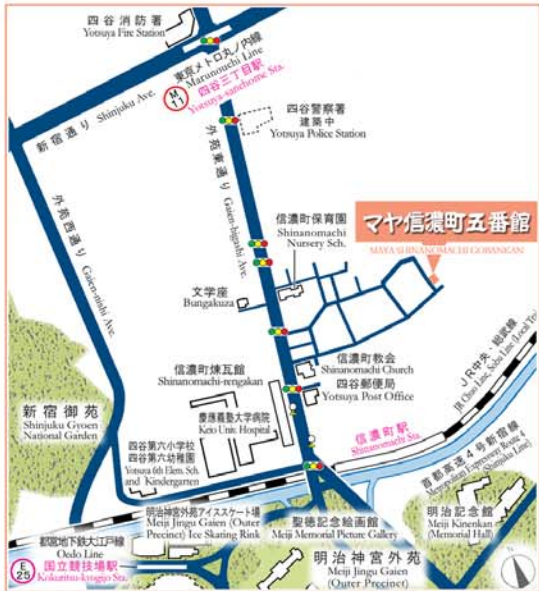 四谷消防署
Yotsuya Fire Station
東京メトロ丸ノ内線
Marunouchi Line
M
11
四谷三丁目駅
Yotsuya-sanchome Sta.
新宿通り Shinjuku Ave.
四谷警察署
建築中
Yotsuya Police Station
外苑東通り Gaien-higashi Ave.
外苑西通り Gaien-nishi Ave.
マヤ信濃町五番館
MAYA SHINANOMACHI GOBANKAN
信濃町保育園
Shinanomachi
Nursery Sch.
文学座
Bungakuza
信濃町煉瓦館
Shinanomachi-rengakan
信濃町教会
Shinanomachi Church
四谷郵便局
Yotsuya Post Office
JR中央・総武線
JR Chuo Line, Sobu Line (Local Tra
新宿御苑
Shinjuku Gyoen
National Garden
慶應義塾大学病院
Keio Univ. Hospital
信濃町駅
Shinanomachi Sta.
首都高速4号新宿線
Metropolitan Expressway Route 4
(Shinjuku Line)
四谷第六小学校
四谷第六幼稚園
Yotsuya 6th Elem. Sch.
and Kindergarten
明治神宮外苑アイススケート場
Meiji Jingu Gaien (Outer
Precinct) Ice Skating Rink
聖徳記念絵画館
Meiji Memorial Picture Gallery
明治記念館
Meiji Kinenkan
(Memorial Hall)
都営地下鉄大江戸線
Oedo Line
E
25
国立競技場駅
Kokuritsu-kyogijo Sta.
明治神宮外苑
Meiji Jingu Gaien
(Outer Precinct)
N